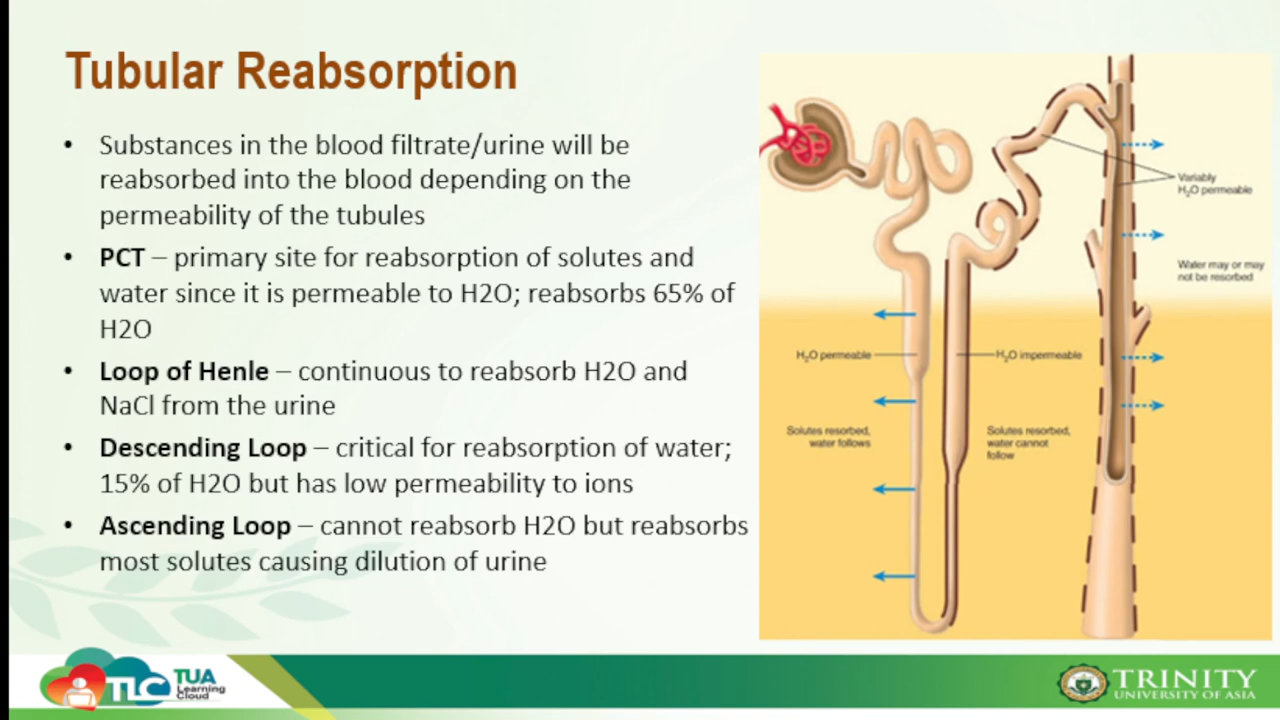 Tubular Reabsorption
• Substances in the blood filtrate/urine will be
reabsorbed into the blood depending on the
permeability of the tubules
• PCT – primary site for reabsorption of solutes and
water since it is permeable to H2O; reabsorbs 65% of
H2O
• Loop of Henle – continuous to reabsorb H2O and
NaCl from the urine
• Descending Loop – critical for reabsorption of water;
15% of H2O but has low permeability to ions
• Ascending Loop – cannot reabsorb H2O but reabsorbs
most solutes causing dilution of urine
Variably
H₂O permeable
Water may or may
not be resorbed
H₂O permeable
H₂O impermeable
Solutes resorbed,
water follows
Solutes resorbed,
water cannot
follow
TLC
TUA
Learning
Cloud
TRINITY
UNIVERSITY OF ASIA